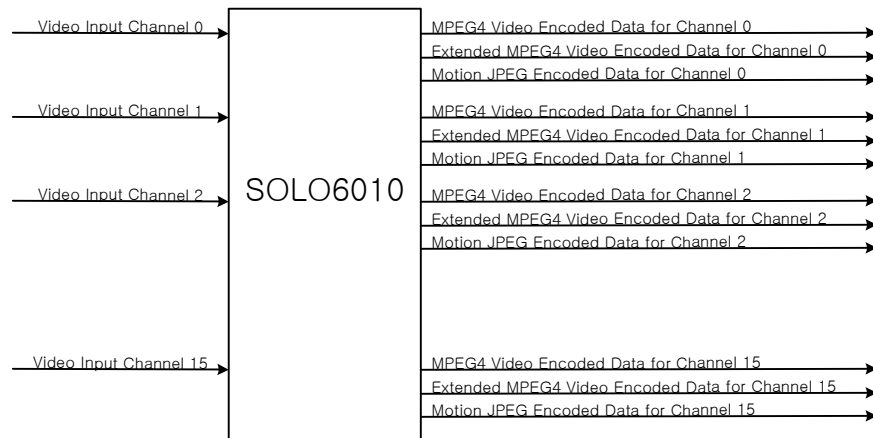 Video Input Channel 0
MPEG4 Video Encoded Data for Channel 0
Extended MPEG4 Video Encoded Data for Channel 0
Motion JPEG Encoded Data for Channel 0
Video Input Channel 1
MPEG4 Video Encoded Data for Channel 1
Extended MPEG4 Video Encoded Data for Channel 1
Motion JPEG Encoded Data for Channel 1
Video Input Channel 2
SOLO6010
MPEG4 Video Encoded Data for Channel 2
Extended MPEG4 Video Encoded Data for Channel 2
Motion JPEG Encoded Data for Channel 2
Video Input Channel 15
MPEG4 Video Encoded Data for Channel 15
Extended MPEG4 Video Encoded Data for Channel 15
Motion JPEG Encoded Data for Channel 15